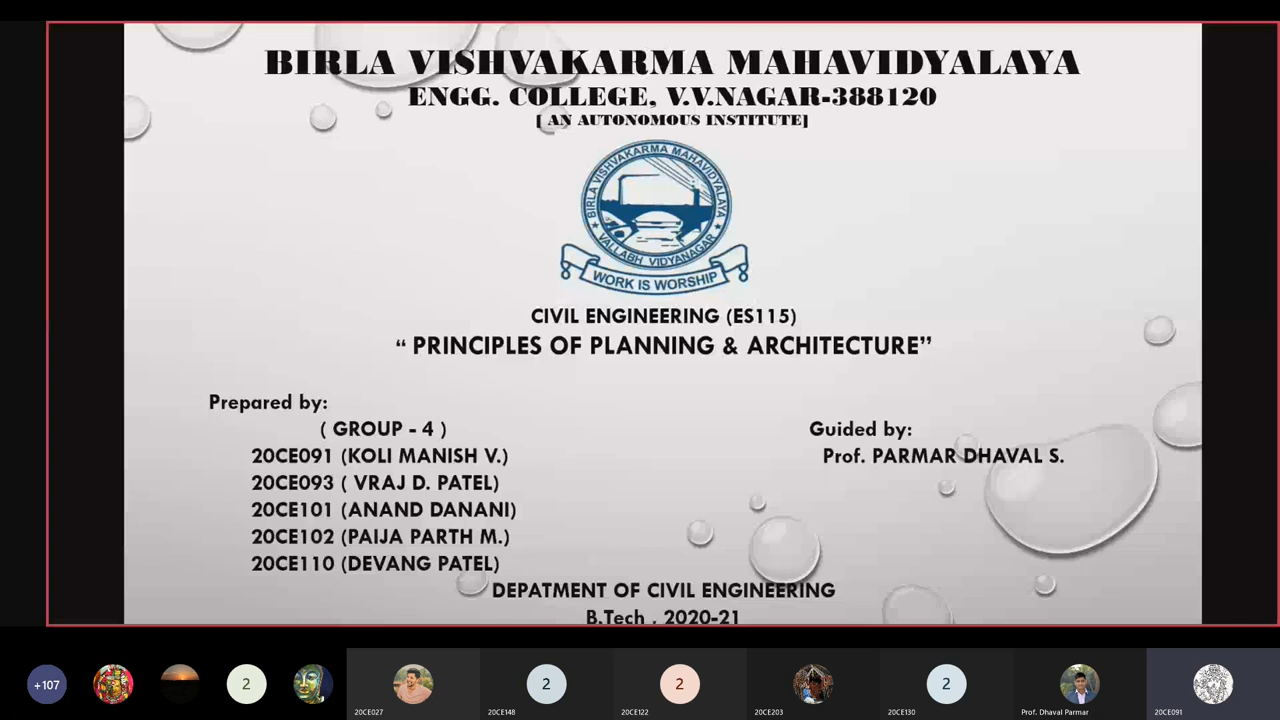 BIRLA VISHVAKARMA MAHAVIDYALAYA
ENGG. COLLEGE, V.V.NAGAR-388120
[ AN AUTONOMOUS INSTITUTE]
BIRLA VISHVAKARMA MAHAVIDYALAYA
VALLABH VIDYANAGAR
WORK IS WORSHIP
CIVIL ENGINEERING (ES115)
“ PRINCIPLES OF PLANNING & ARCHITECTURE”
Prepared by:
( GROUP - 4 )
20CE091 (KOLI MANISH V.)
20CE093 ( VRAJ D. PATEL)
20CE101 (ANAND DANANI)
20CE102 (PAIJA PARTH M.)
20CE110 (DEVANG PATEL)
Guided by:
Prof. PARMAR DHAVAL S.
DEPATMENT OF CIVIL ENGINEERING
B.Tech , 2020-21
+107
2
2
2
2
20CE027
20CE148
20CE122
20CE203
20CE130
Prof. Dhaval Parmar
20CE091